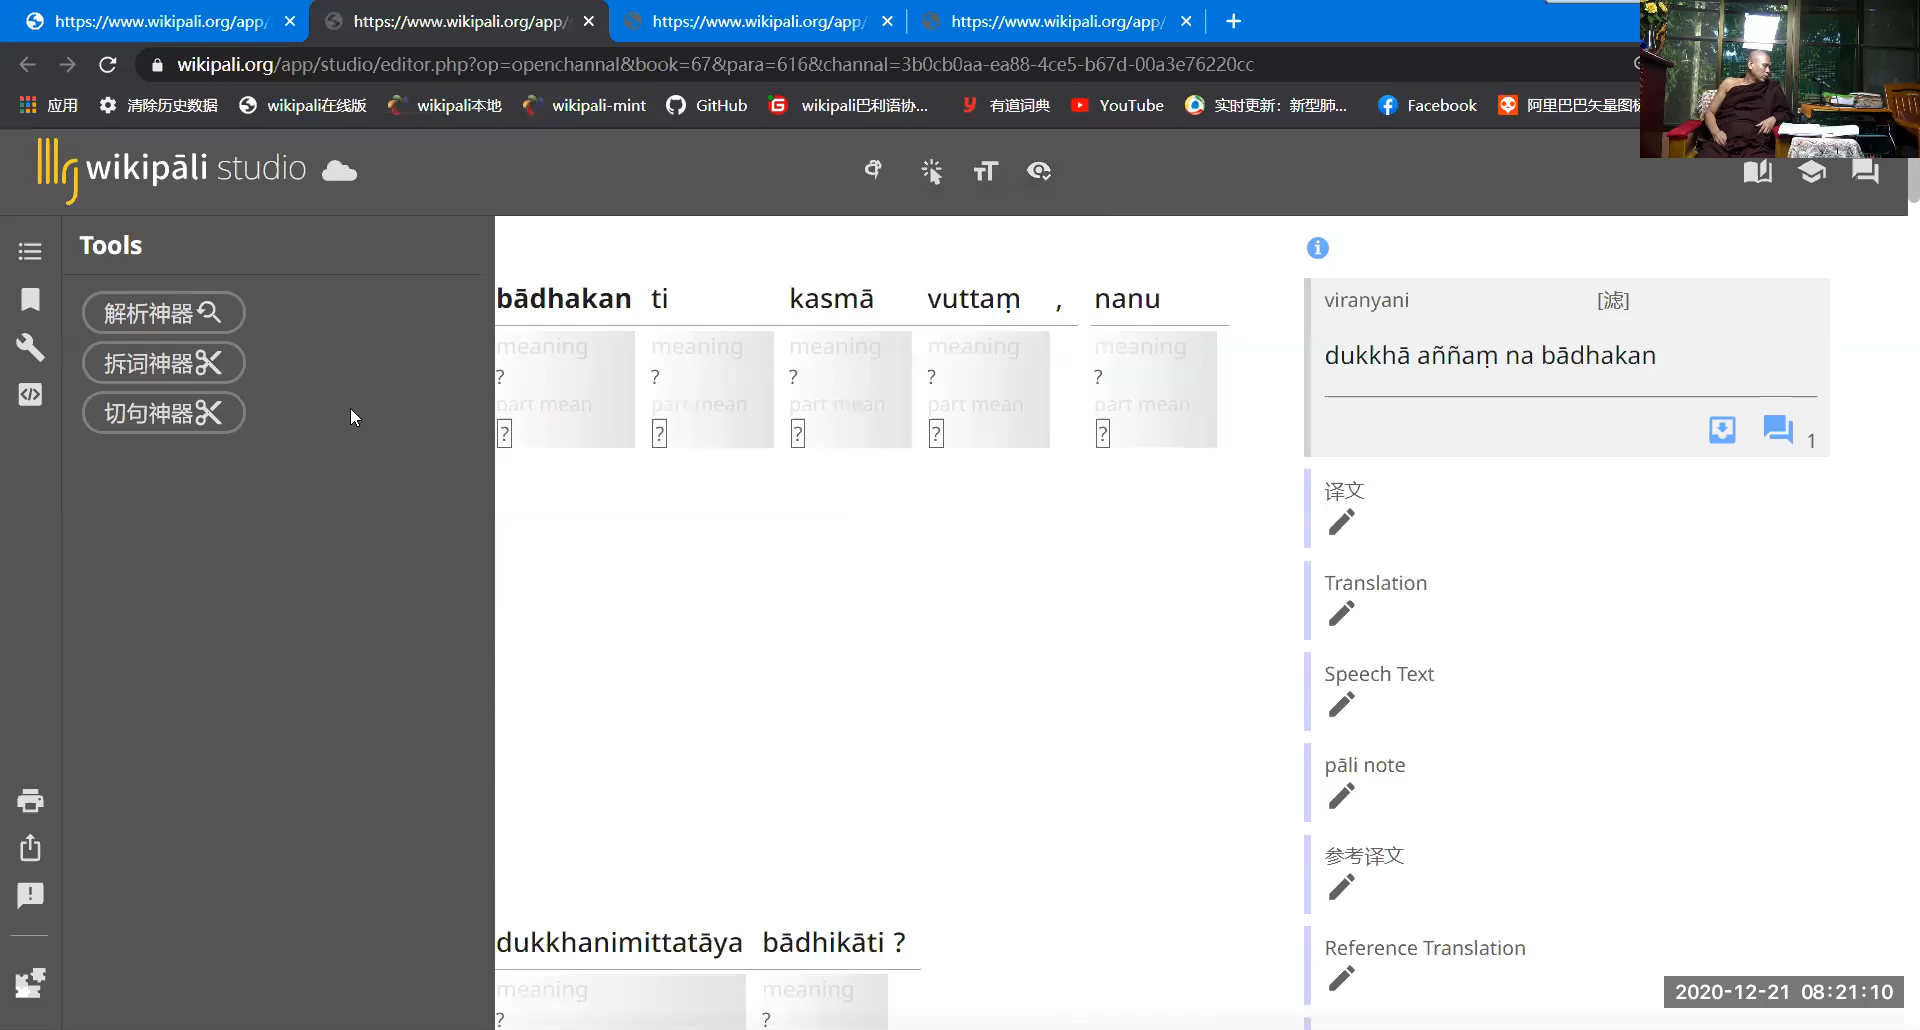 https://www.wikipali.org/app/ https://www.wikipali.org/app/ https://www.wikipali.org/app/ https://www.wikipali.org/app/
wikipali.org/app/studio/editor.php?op=openchannal&book=67&para=616&channal=3b0cb0aa-ea88-4ce5-b67d-00a3e76220cc
应用 清除历史数据 wikipali在线版 wikipali本地 wikipali-mint GitHub wikipali巴利语协... 有道词典 YouTube 实时更新：新型肺... Facebook 阿里巴巴矢量图标
wikipāli studio
Tools
解析神器
拆词神器
切句神器
bādhakan ti kasmā vuttaṃ , nanu
meaning meaning meaning meaning meaning
? ? ? ? ?
part mean part mean part mean part mean part mean
? ? ? ? ?
dukkhanimittatāya bādhikāti ?
meaning meaning
? ?
viranyani [滤]
dukkhā aññaṃ na bādhakan
1
译文
Translation
Speech Text
pāli note
参考译文
Reference Translation
2020-12-21 08:21:10